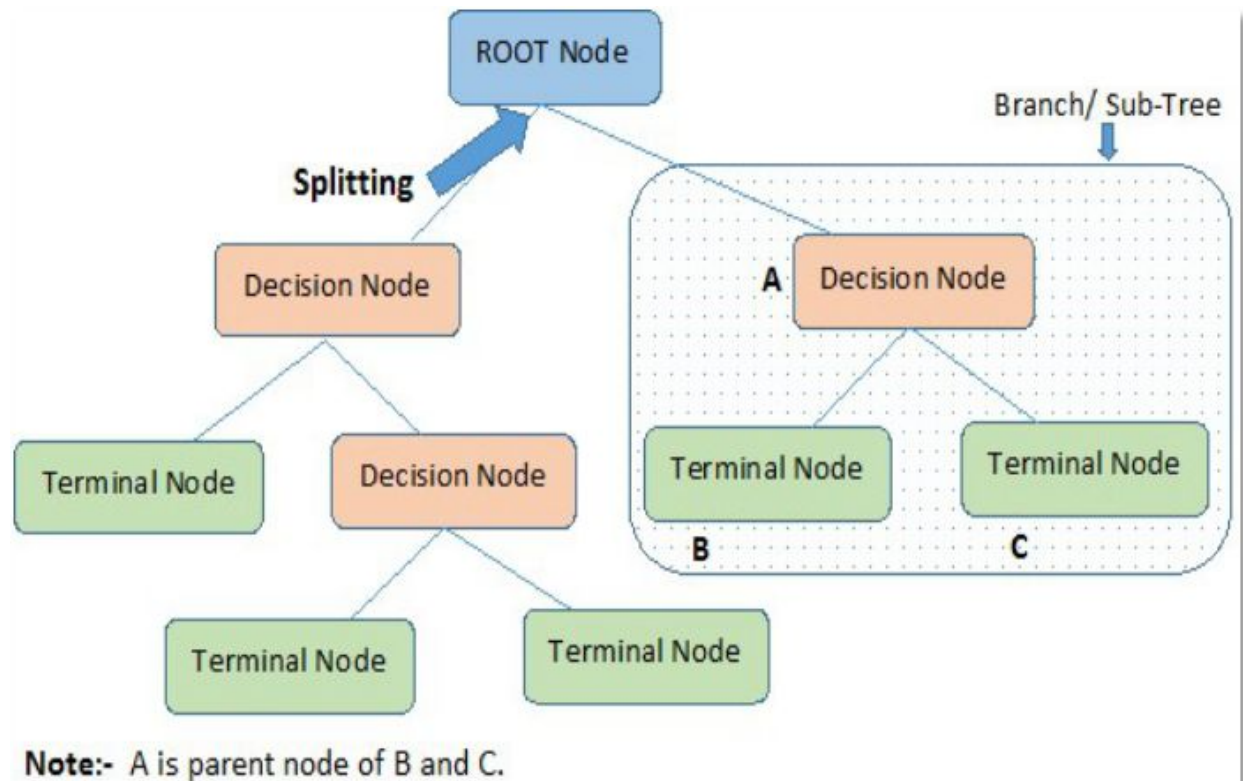 ROOT Node
Branch/ Sub-Tree
Splitting
Decision Node
A
Decision Node
Terminal Node
Decision Node
Terminal Node
Terminal Node
B
C
Terminal Node
Terminal Node
Note:- A is parent node of B and C.